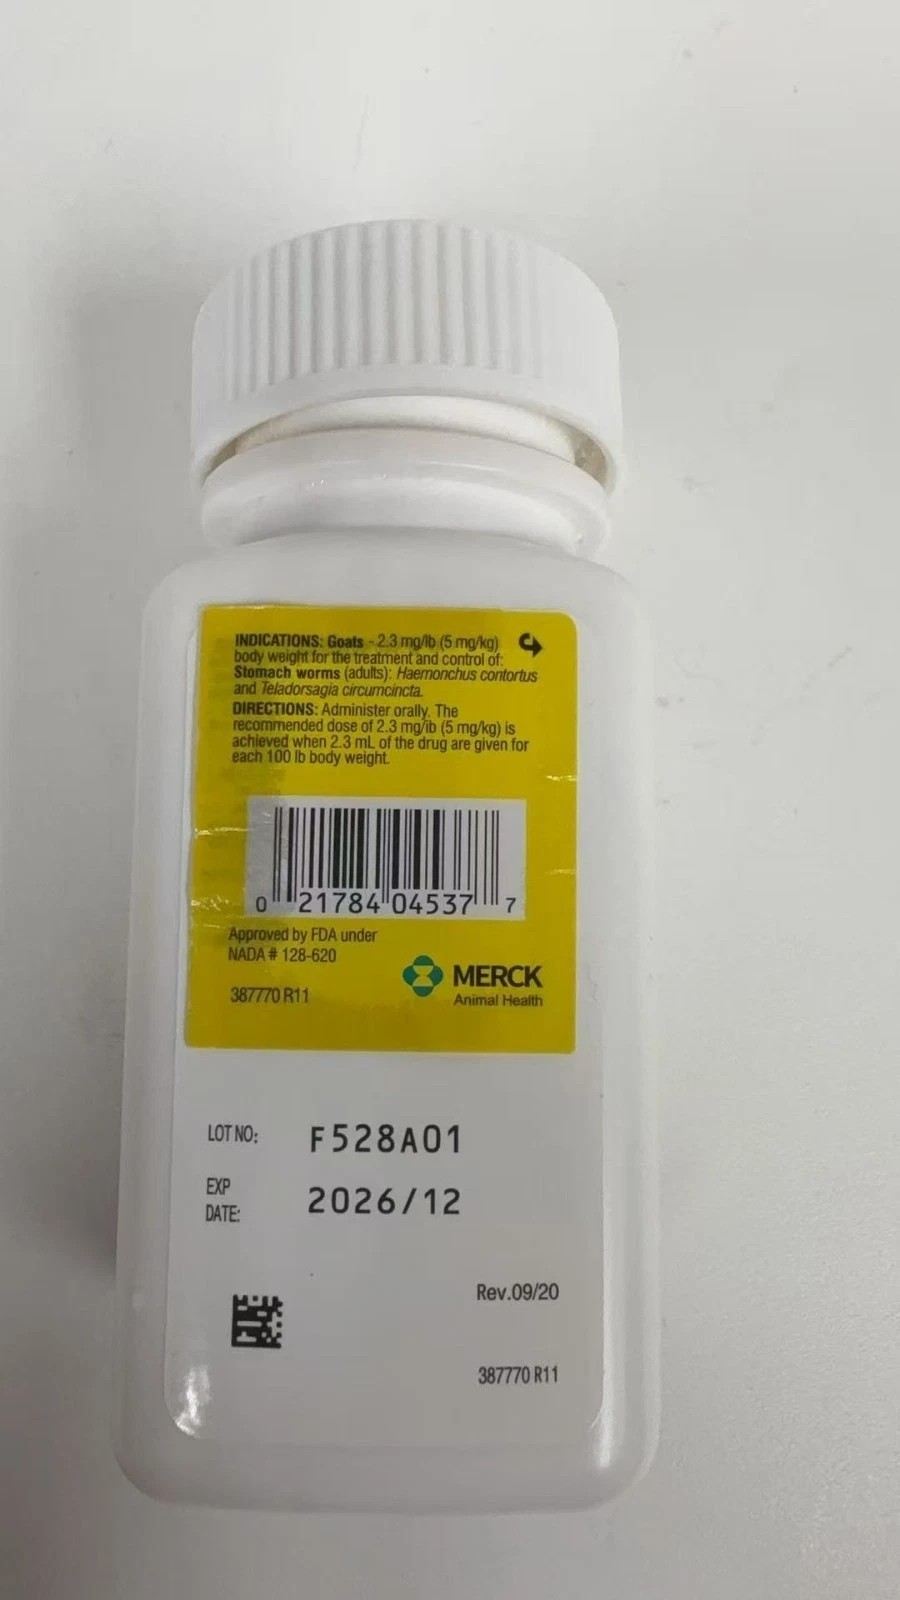 INDICATIONS: Goats - 2.3 mg/lb (5 mg/kg)
body weight for the treatment and control of:
Stomach worms (adults): Haemonchus contortus
and Teladorsagia circumcincta.
DIRECTIONS: Administer orally. The
recommended dose of 2.3 mg/lb (5 mg/kg) is
achieved when 2.3 mL of the drug are given for
each 100 lb body weight.
0 21784 04537 7
Approved by FDA under
NADA # 128-620
MERCK
Animal Health
387770 R11
LOT NO: F528A01
EXP
DATE: 2026/12
Rev.09/20
387770 R11